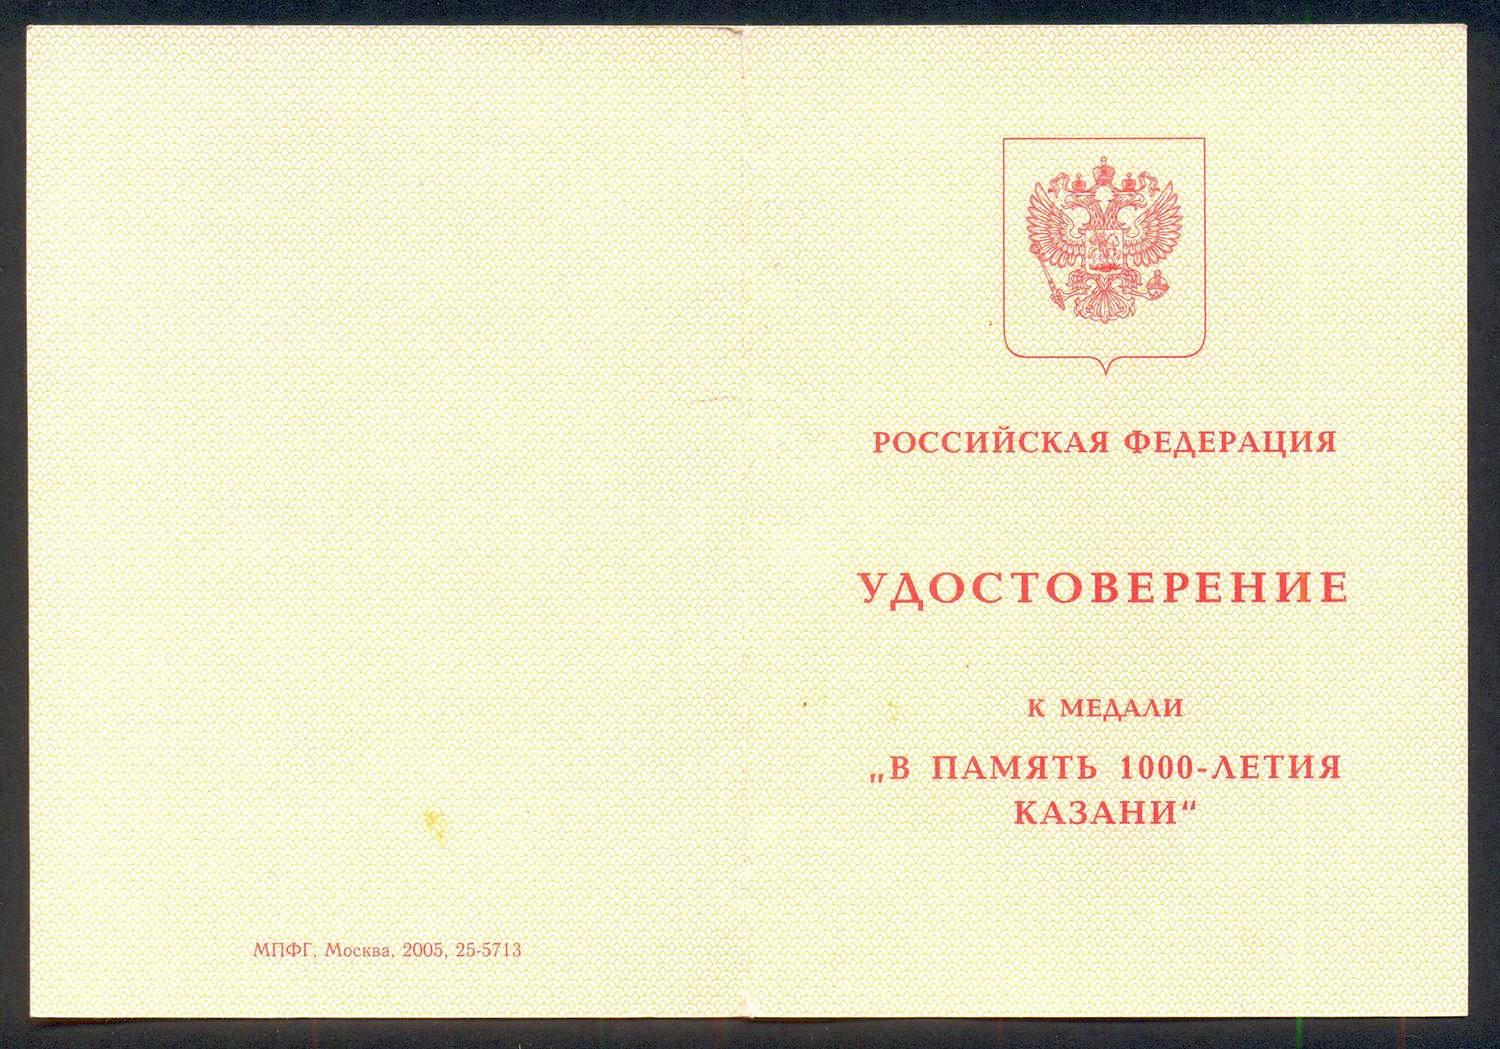 РОССИЙСКАЯ ФЕДЕРАЦИЯ
УДОСТОВЕРЕНИЕ
К МЕДАЛИ
„В ПАМЯТЬ 1000-ЛЕТИЯ
КАЗАНИ“
МПФГ, Москва, 2005, 25-5713